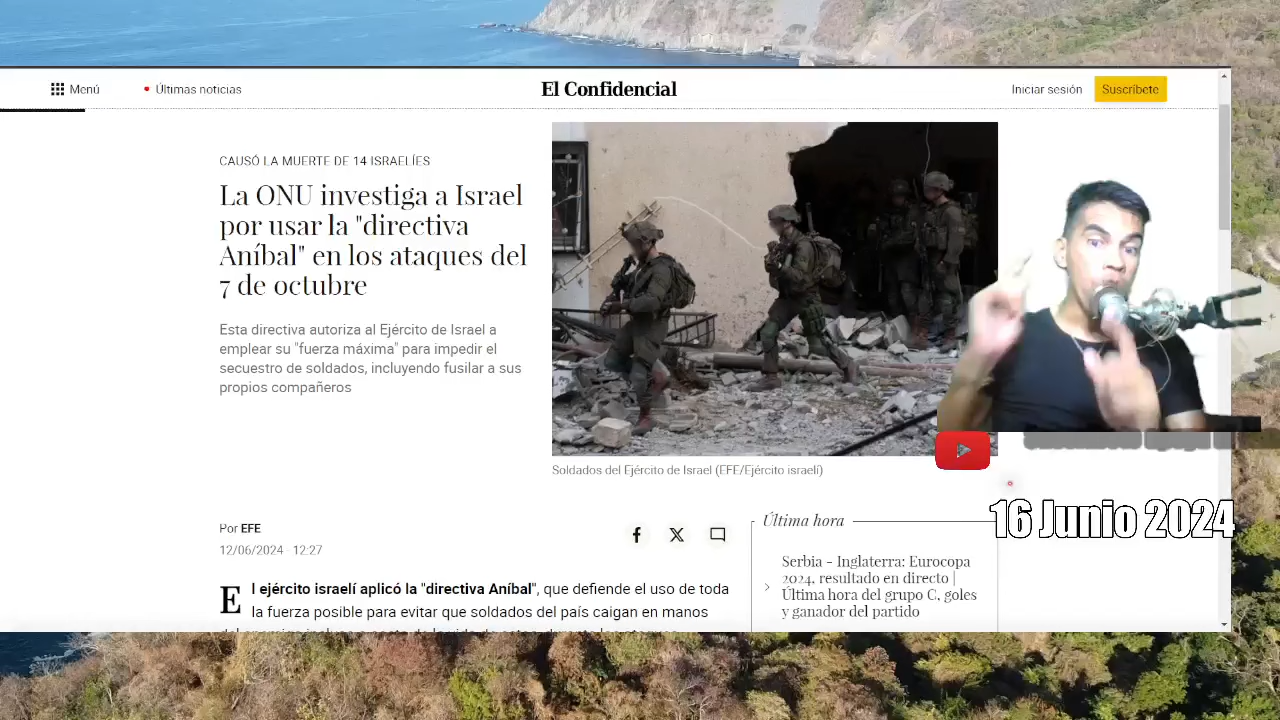 Menú
Últimas noticias
El Confidencial
Iniciar sesión
Suscríbete
CAUSÓ LA MUERTE DE 14 ISRAELÍES
La ONU investiga a Israel
por usar la "directiva
Aníbal" en los ataques del
7 de octubre
Esta directiva autoriza al Ejército de Israel a
emplear su "fuerza máxima" para impedir el
secuestro de soldados, incluyendo fusilar a sus
propios compañeros
Soldados del Ejército de Israel (EFE/Ejército israelí)
16 Junio 2024
Por EFE
12/06/2024 - 12:27
El ejército israelí aplicó la "directiva Aníbal", que defiende el uso de toda
la fuerza posible para evitar que soldados del país caigan en manos
Última hora
Serbia - Inglaterra: Eurocopa
2024, resultado en directo |
Última hora del grupo C, goles
y ganador del partido